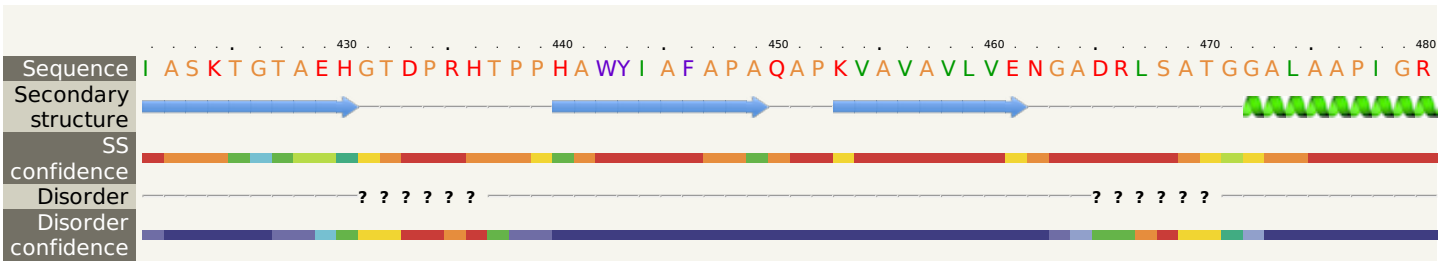 430 440 450 460 470 480
Sequence I A S K T G T A E H G T D P R H T P P H A W Y I A F A P A Q A P K V A V A V L V E N G A D R L S A T G G A L A A P I G R
Secondary
structure
SS
confidence
Disorder ? ? ? ? ? ? ? ? ? ? ? ?
Disorder
confidence